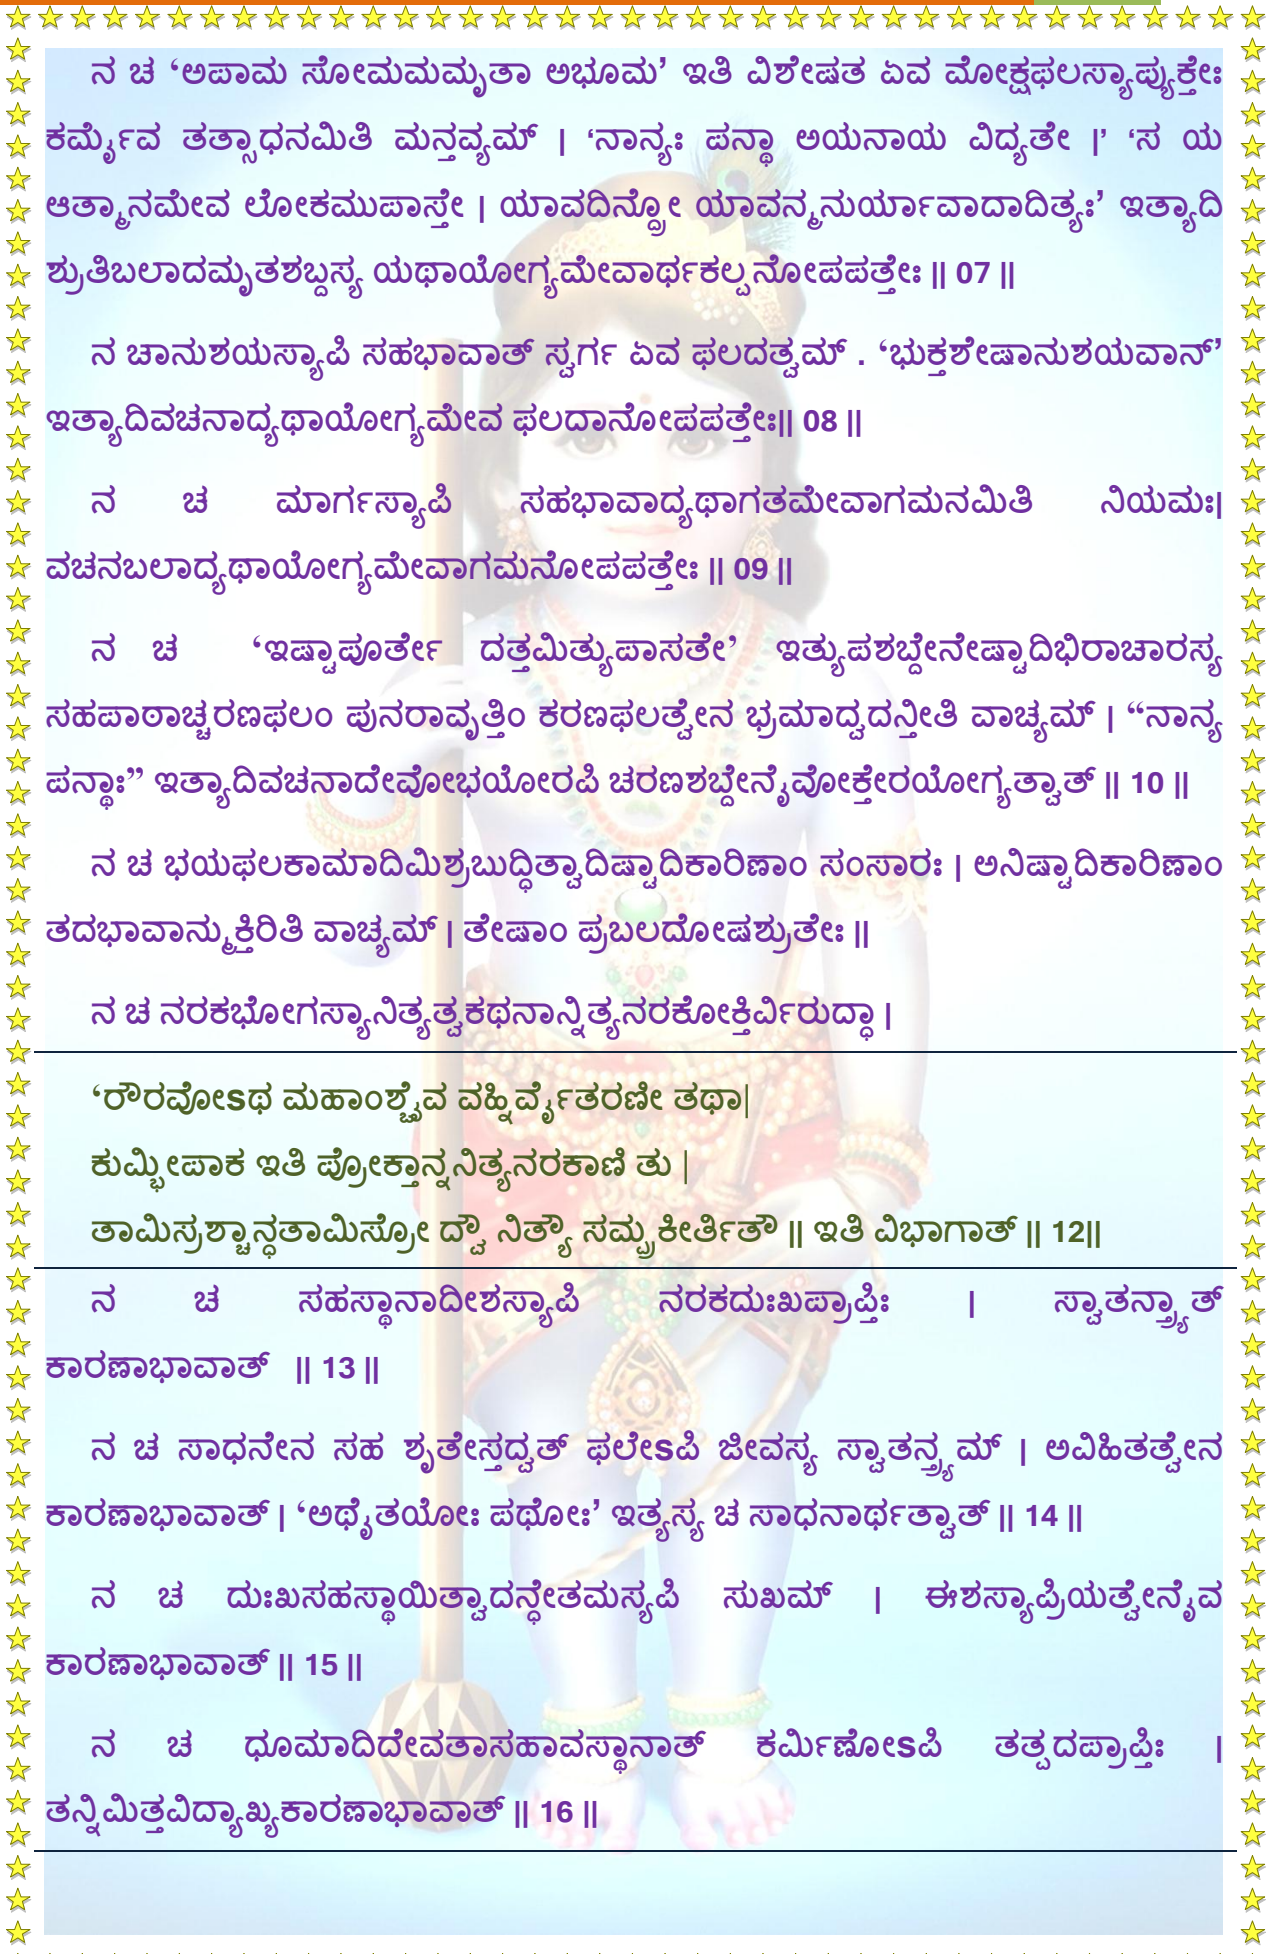 ನ ಚ ‘ಅಪಾಮ ಸೋಮಮಮೃತಾ ಅಭೂಮ’ ಇತಿ ವಿಶೇಷತ ಏವ ಮೋಕ್ಷಫಲಸ್ಯಾಪ್ಯುಕ್ತೇಃ
ಕರ್ಮೈವ ತತ್ಸಾಧನಮಿತಿ ಮನ್ತವ್ಯಮ್ | ‘ನಾನ್ಯಃ ಪನ್ಥಾ ಅಯನಾಯ ವಿದ್ಯತೇ |’ ‘ಸ ಯ
ಆತ್ಮಾನಮೇವ ಲೋಕಮುಪಾಸ್ತೇ | ಯಾವದಿನ್ದ್ರೋ ಯಾವನ್ಮನುರ್ಯಾವಾದಾದಿತ್ಯಃ’ ಇತ್ಯಾದಿ
ಶ್ರುತಿಬಲಾದಮೃತಶಬ್ದಸ್ಯ ಯಥಾಯೋಗ್ಯಮೇವಾರ್ಥಕಲ್ಪನೋಪಪತ್ತೇಃ || 07 ||
ನ ಚಾನುಶಯಸ್ಯಾಪಿ ಸಹಭಾವಾತ್ ಸ್ವರ್ಗ ಏವ ಫಲದತ್ವಮ್ . ‘ಭುಕ್ತಶೇಷಾನುಶಯವಾನ್’
ಇತ್ಯಾದಿವಚನಾದ್ಯಥಾಯೋಗ್ಯಮೇವ ಫಲದಾನೋಪಪತ್ತೇಃ|| 08 ||
ನ ಚ ಮಾರ್ಗಸ್ಯಾಪಿ ಸಹಭಾವಾದ್ಯಥಾಗತಮೇವಾಗಮನಮಿತಿ ನಿಯಮಃ|
ವಚನಬಲಾದ್ಯಥಾಯೋಗ್ಯಮೇವಾಗಮನೋಪಪತ್ತೇಃ || 09 ||
ನ ಚ ‘ಇಷ್ಟಾಪೂರ್ತೇ ದತ್ತಮಿತ್ಯುಪಾಸತೇ’ ಇತ್ಯುಪಶಬ್ದೇನೇಷ್ಟಾದಿಭಿರಾಚಾರಸ್ಯ
ಸಹಪಾಠಾಚ್ಚರಣಫಲಂ ಪುನರಾವೃತ್ತಿಂ ಕರಣಫಲತ್ವೇನ ಭ್ರಮಾದ್ವದನ್ತೀತಿ ವಾಚ್ಯಮ್ | “ನಾನ್ಯ
ಪನ್ಥಾಃ” ಇತ್ಯಾದಿವಚನಾದೇವೋಭಯೋರಪಿ ಚರಣಶಬ್ದೇನೈವೋಕ್ತೇರಯೋಗ್ಯತ್ವಾತ್ || 10 ||
ನ ಚ ಭಯಫಲಕಾಮಾದಿಮಿಶ್ರಬುದ್ಧಿತ್ವಾದಿಷ್ಟಾದಿಕಾರಿಣಾಂ ಸಂಸಾರಃ | ಅನಿಷ್ಟಾದಿಕಾರಿಣಾಂ
ತದಭಾವಾನ್ಮುಕ್ತಿರಿತಿ ವಾಚ್ಯಮ್ | ತೇಷಾಂ ಪ್ರಬಲದೋಷಶ್ರುತೇಃ ||
ನ ಚ ನರಕಭೋಗಸ್ಯಾನಿತ್ಯತ್ವಕಥನಾನ್ನಿತ್ಯನರಕೋಕ್ತಿರ್ವಿರುದ್ಧಾ |
‘ರೌರವೋsಥ ಮಹಾಂಶ್ಚೈವ ವಹ್ನಿರ್ವೈತರಣೀ ತಥಾ|
ಕುಮ್ಭೀಪಾಕ ಇತಿ ಪ್ರೋಕ್ತಾನ್ನನಿತ್ಯನರಕಾಣಿ ತು |
ತಾಮಿಸ್ರಶ್ಚಾನ್ಧತಾಮಿಸ್ರೋ ದ್ವೌ ನಿತ್ಯೌ ಸಮ್ಪ್ರಕೀರ್ತಿತೌ || ಇತಿ ವಿಭಾಗಾತ್ || 12||
ನ ಚ ಸಹಸ್ಥಾನಾದೀಶಸ್ಯಾಪಿ ನರಕದುಃಖಪ್ರಾಪ್ತಿಃ | ಸ್ವಾತನ್ತ್ರ್ಯಾತ್
ಕಾರಣಾಭಾವಾತ್ || 13 ||
ನ ಚ ಸಾಧನೇನ ಸಹ ಶೃತೇಸ್ತದ್ವತ್ ಫಲೇsಪಿ ಜೀವಸ್ಯ ಸ್ವಾತನ್ತ್ರ್ಯಮ್ | ಅವಿಹಿತತ್ವೇನ
ಕಾರಣಾಭಾವಾತ್ | ‘ಅಥೈತಯೋಃ ಪಥೋಃ’ ಇತ್ಯಸ್ಯ ಚ ಸಾಧನಾರ್ಥತ್ವಾತ್ || 14 ||
ನ ಚ ದುಃಖಸಹಸ್ಥಾಯಿತ್ವಾದನ್ಧೇತಮಸ್ಯಪಿ ಸುಖಮ್ | ಈಶಸ್ಯಾಪ್ರಿಯತ್ವೇನೈವ
ಕಾರಣಾಭಾವಾತ್ || 15 ||
ನ ಚ ಧೂಮಾದಿದೇವತಾಸಹಾವಸ್ಥಾನಾತ್ ಕರ್ಮಿಣೋsಪಿ ತತ್ಪದಪ್ರಾಪ್ತಿಃ |
ತನ್ನಿಮಿತ್ತವಿದ್ಯಾಖ್ಯಕಾರಣಾಭಾವಾತ್ || 16 ||